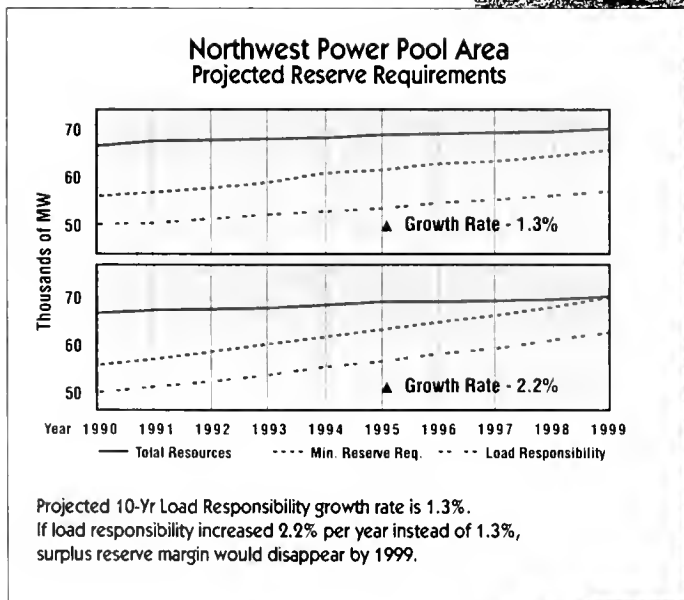 Northwest Power Pool Area
Projected Reserve Requirements
Thousands of MW
70
60
50
▲ Growth Rate - 1.3%
70
60
50
▲ Growth Rate - 2.2%
Year 1990 1991 1992 1993 1994 1995 1996 1997 1998 1999
Total Resources Min. Reserve Req. Load Responsibility
Projected 10-Yr Load Responsibility growth rate is 1.3%.
If load responsibility increased 2.2% per year instead of 1.3%,
surplus reserve margin would disappear by 1999.